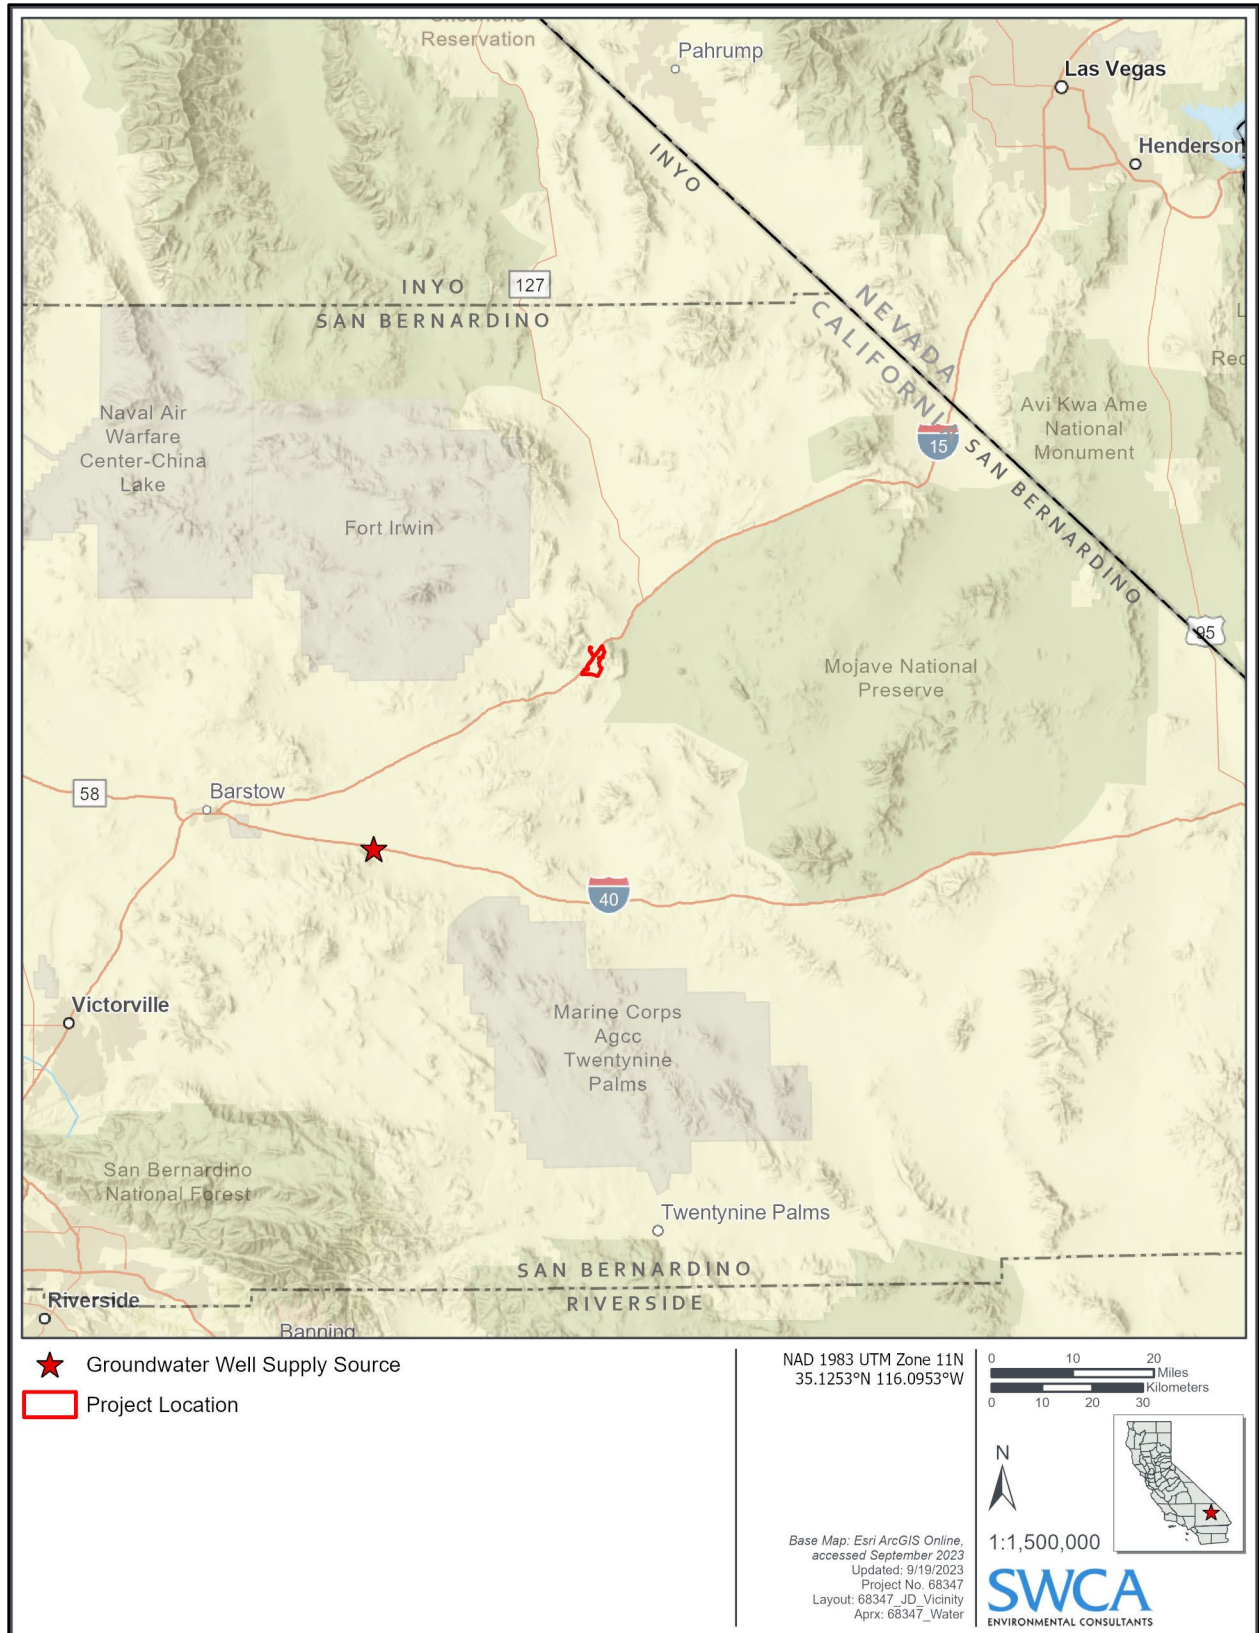 Reservation
Pahrump
Las Vegas
Henderson
INYO
INYO
127
SAN BERNARDINO
NEVADA
CALIFORNIA
Naval Air
Warfare
Center-China
Lake
Fort Irwin
15
Avi Kwa Ame
National
Monument
SAN BERNARDINO
95
Mojave National
Preserve
58
Barstow
40
Victorville
Marine Corps
Agcc
Twentynine
Palms
San Bernardino
National Forest
Twentynine Palms
SAN BERNARDINO
RIVERSIDE
Riverside
Banning
Groundwater Well Supply Source
Project Location
NAD 1983 UTM Zone 11N
35.1253°N 116.0953°W
0 10 20
Miles
Kilometers
0 10 20 30
N
1:1,500,000
Base Map: Esri ArcGIS Online,
accessed September 2023
Updated: 9/19/2023
Project No. 68347
Layout: 68347_JD_Vicinity
Aprx: 68347_Water
SWCA
ENVIRONMENTAL CONSULTANTS